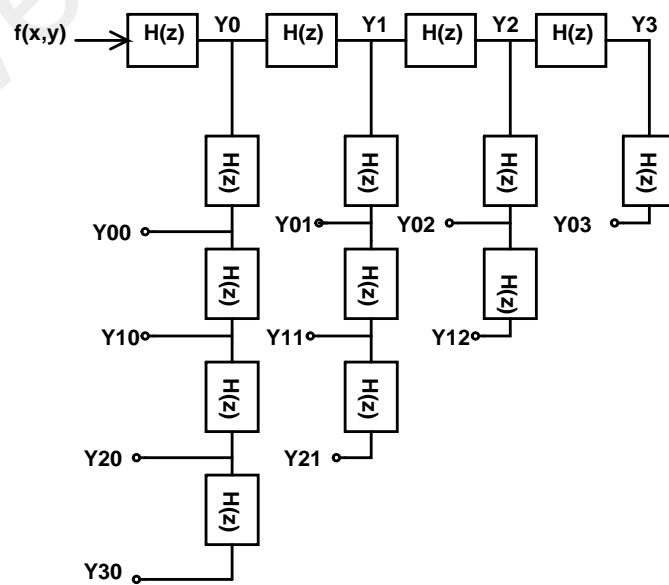 f(x,y) H(z) Y0 H(z) Y1 H(z) Y2 H(z) Y3
H(z) H(z) H(z) H(z)
Y00 Y01 Y02 Y03
H(z) H(z) H(z)
Y10 Y11 Y12
H(z) H(z)
Y20 Y21
H(z)
Y30